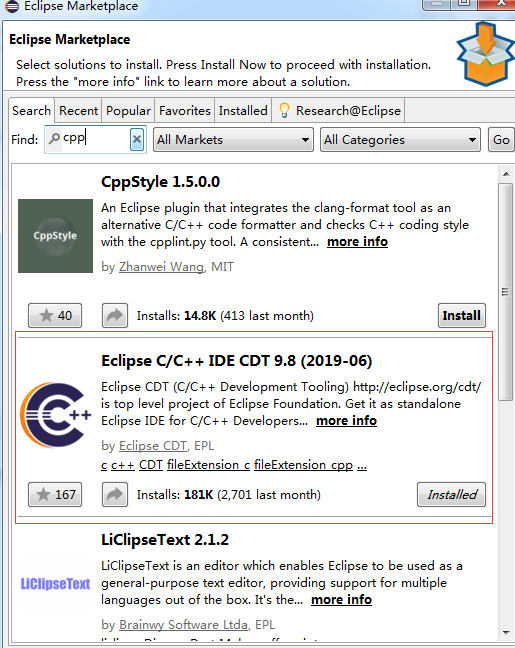 Eclipse Marketplace
Eclipse Marketplace
Select solutions to install. Press Install Now to proceed with installation.
Press the "more info" link to learn more about a solution.
Search Recent Popular Favorites Installed Research@Eclipse
Find: cpp All Markets All Categories Go
CppStyle 1.5.0.0
CppStyle
An Eclipse plugin that integrates the clang-format tool as an
alternative C/C++ code formatter and checks C++ coding style
with the cpplint.py tool. A consistent... more info
by Zhanwei Wang, MIT
40 Installs: 14.8K (413 last month) Install
Eclipse C/C++ IDE CDT 9.8 (2019-06)
C++
Eclipse CDT (C/C++ Development Tooling) http://eclipse.org/cdt/
is top level project of Eclipse Foundation. Get it as standalone
Eclipse IDE for C/C++ Developers... more info
by Eclipse CDT, EPL
c c++ CDT fileExtension_c fileExtension_cpp ...
167 Installs: 181K (2,701 last month) Installed
LiClipseText 2.1.2
LiClipseText
LiClipseText is an editor which enables Eclipse to be used as a
general-purpose text editor, providing support for multiple
languages out of the box. It's the... more info
by Brainwy Software Ltda, EPL